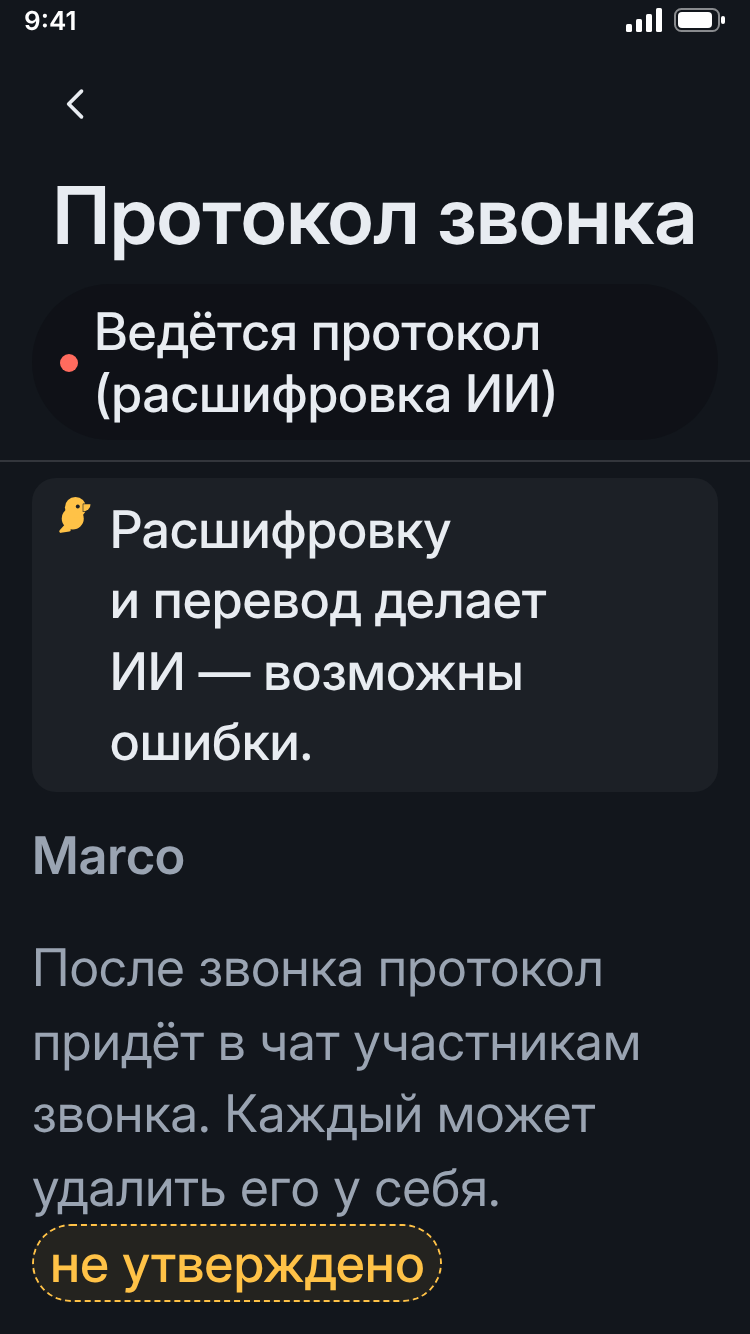 9:41
Протокол звонка
Ведётся протокол
(расшифровка ИИ)
Расшифровку
и перевод делает
ИИ — возможны
ошибки.
Marco
После звонка протокол
придёт в чат участникам
звонка. Каждый может
удалить его у себя.
не утверждено